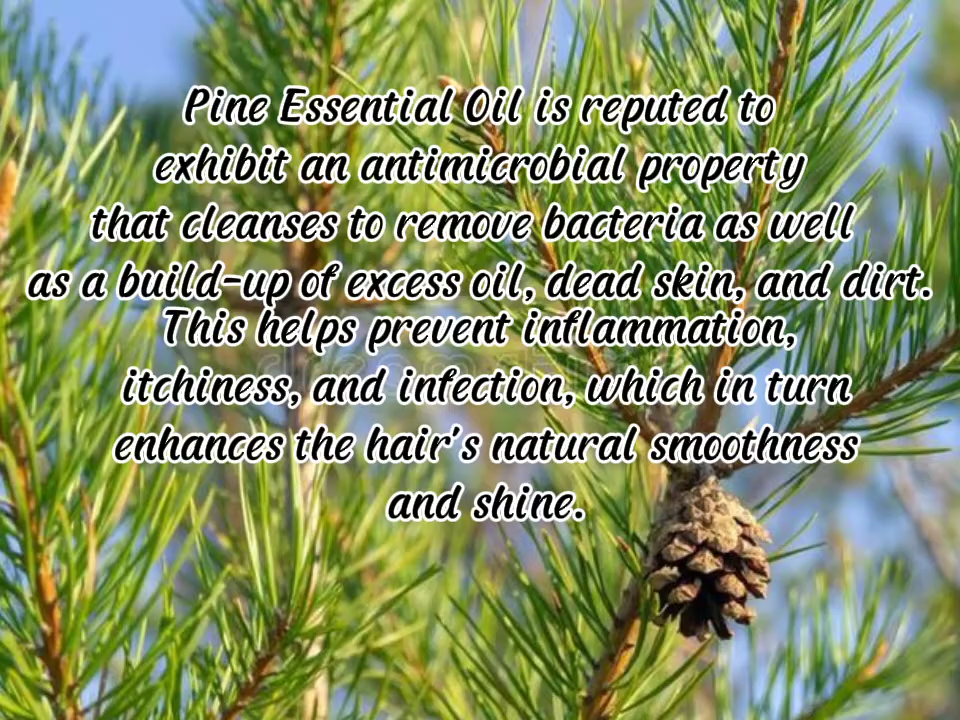 Pine Essential Oil is reputed to
exhibit an antimicrobial property
that cleanses to remove bacteria as well
as a build-up of excess oil, dead skin, and dirt.
This helps prevent inflammation,
itchiness, and infection, which in turn
enhances the hair's natural smoothness
and shine.